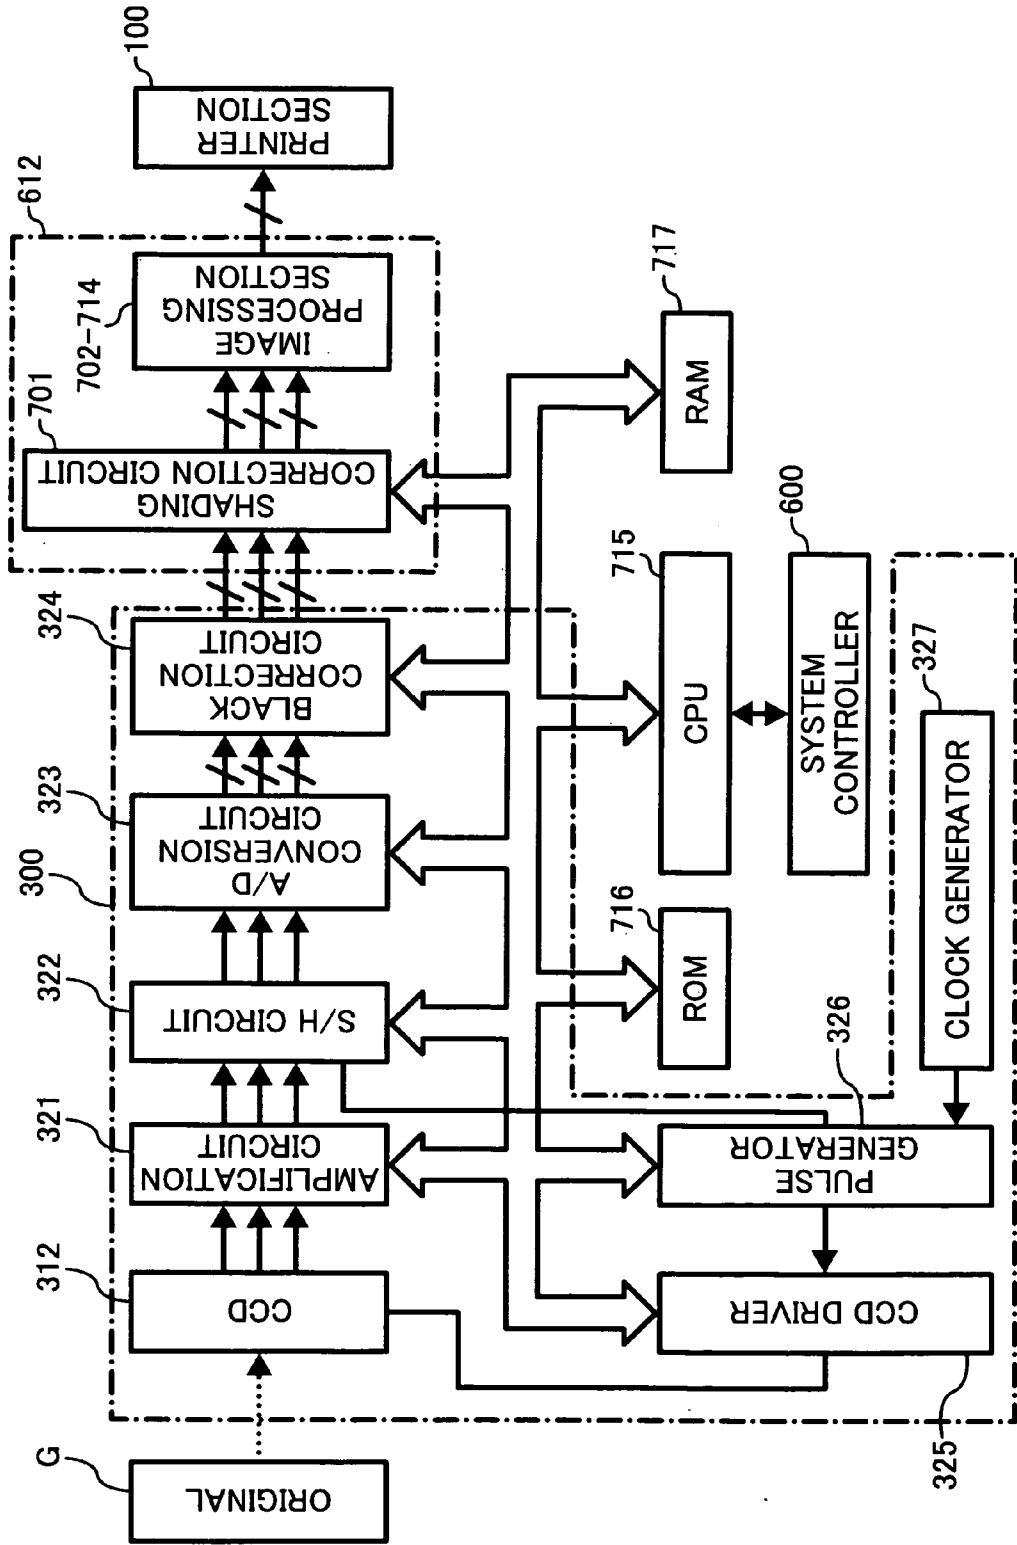 G
ORIGINAL
300
312
CCD
321
AMPLIFICATION
CIRCUIT
322
S/H CIRCUIT
323
A/D
CONVERSION
CIRCUIT
324
BLACK
CORRECTION
CIRCUIT
701
SHADING
CORRECTION CIRCUIT
702-714
IMAGE
PROCESSING
SECTION
612
100
PRINTER
SECTION
325
CCD DRIVER
326
PULSE
GENERATOR
327
CLOCK GENERATOR
716
ROM
715
CPU
717
RAM
600
SYSTEM
CONTROLLER